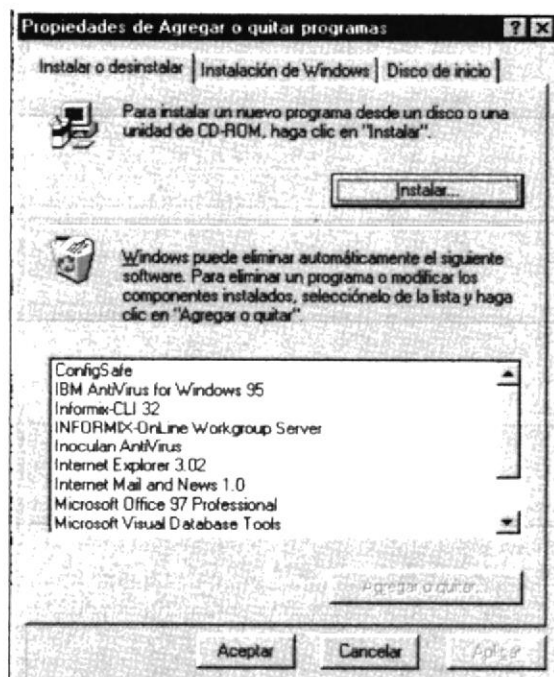 Propiedades de Agregar o quitar programas
Instalar o desinstalar
Instalación de Windows
Disco de inicio
Para instalar un nuevo programa desde un disco o una
unidad de CD-ROM, haga clic en "Instalar".
Instalar...
Windows puede eliminar automáticamente el siguiente
software. Para eliminar un programa o modificar los
componentes instalados, selecciónelo de la lista y haga
clic en "Agregar o quitar".
ConfigSafe
IBM AntiVirus for Windows 95
Informix-CLI 32
INFORMIX-OnLine Workgroup Server
Inoculan AntiVirus
Internet Explorer 3.02
Internet Mail and News 1.0
Microsoft Office 97 Professional
Microsoft Visual Database Tools
Agregar o quitar...
Aceptar
Cancelar
Aplicar